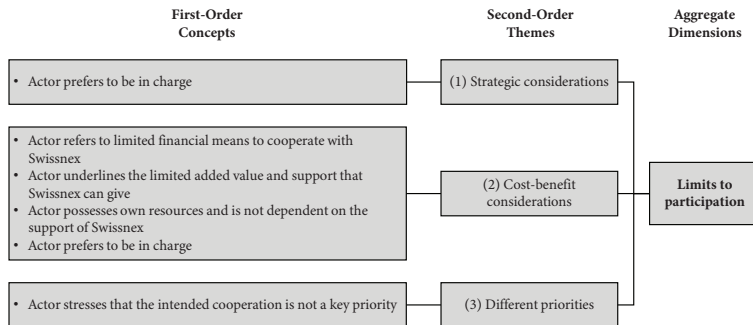 First-Order
Concepts
Second-Order
Themes
Aggregate
Dimensions
• Actor prefers to be in charge
(1) Strategic considerations
• Actor refers to limited financial means to cooperate with
Swissnex
• Actor underlines the limited added value and support that
Swissnex can give
• Actor possesses own resources and is not dependent on the
support of Swissnex
• Actor prefers to be in charge
(2) Cost-benefit
considerations
Limits to
participation
• Actor stresses that the intended cooperation is not a key priority
(3) Different priorities